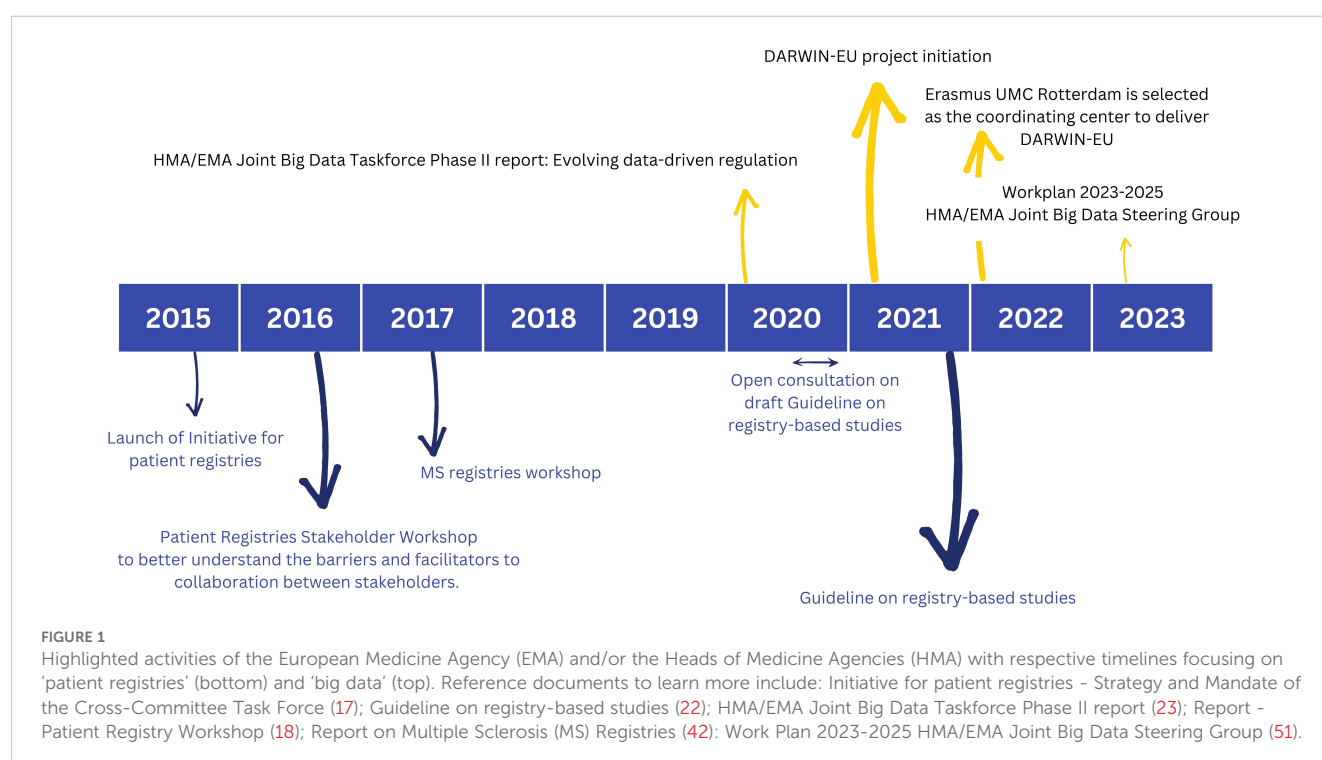 DARWIN-EU project initiation
Erasmus UMC Rotterdam is selected
as the coordinating center to deliver
DARWIN-EU
HMA/EMA Joint Big Data Taskforce Phase II report: Evolving data-driven regulation
Workplan 2023-2025
HMA/EMA Joint Big Data Steering Group
2015
2016
2017
2018
2019
2020
2021
2022
2023
Open consultation on
draft Guideline on
registry-based studies
Launch of Initiative for
patient registries
MS registries workshop
Patient Registries Stakeholder Workshop
to better understand the barriers and facilitators to
collaboration between stakeholders.
Guideline on registry-based studies
FIGURE 1
Highlighted activities of the European Medicine Agency (EMA) and/or the Heads of Medicine Agencies (HMA) with respective timelines focusing on
‘patient registries’ (bottom) and ‘big data’ (top). Reference documents to learn more include: Initiative for patient registries - Strategy and Mandate of
the Cross-Committee Task Force (17); Guideline on registry-based studies (22); HMA/EMA Joint Big Data Taskforce Phase II report (23); Report -
Patient Registry Workshop (18); Report on Multiple Sclerosis (MS) Registries (42): Work Plan 2023-2025 HMA/EMA Joint Big Data Steering Group (51).